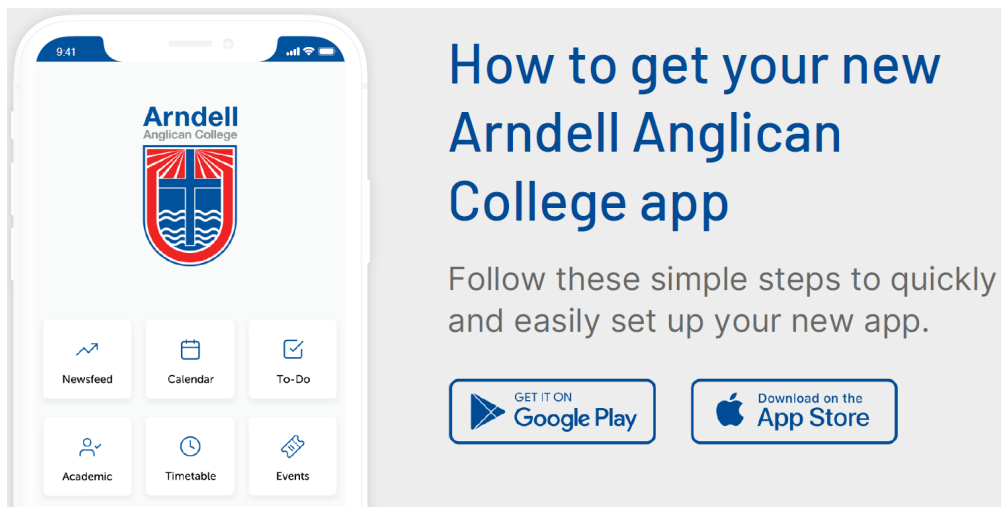 9:41
Arndell
Anglican College
Newsfeed
Calendar
To-Do
Academic
Timetable
Events
How to get your new
Arndell Anglican
College app
Follow these simple steps to quickly
and easily set up your new app.
GET IT ON
Google Play
Download on the
App Store